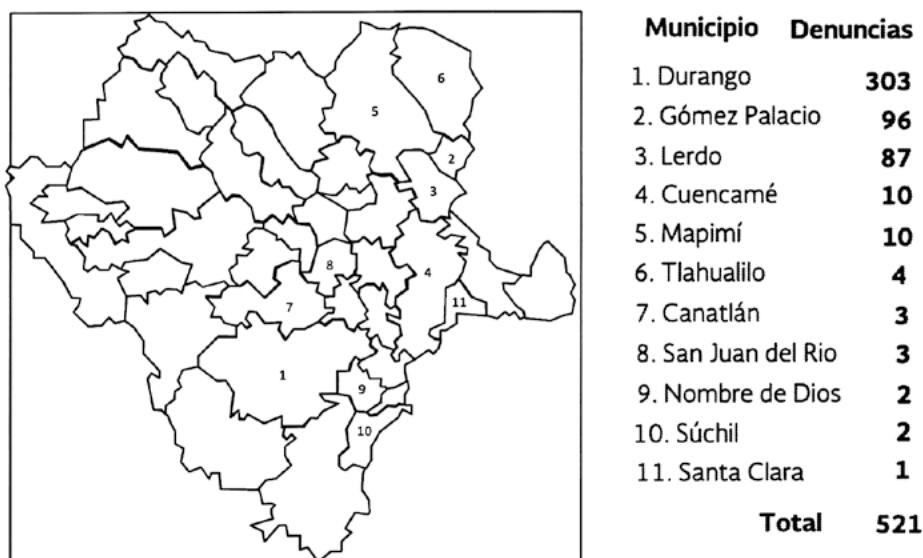 Municipio Denuncias
1. Durango 303
2. Gómez Palacio 96
3. Lerdo 87
4. Cuencamé 10
5. Mapimí 10
6. Tlahualilo 4
7. Canatlán 3
8. San Juan del Rio 3
9. Nombre de Dios 2
10. Súchil 2
11. Santa Clara 1
Total 521
6
5
2
3
8
4
11
7
1
9
10